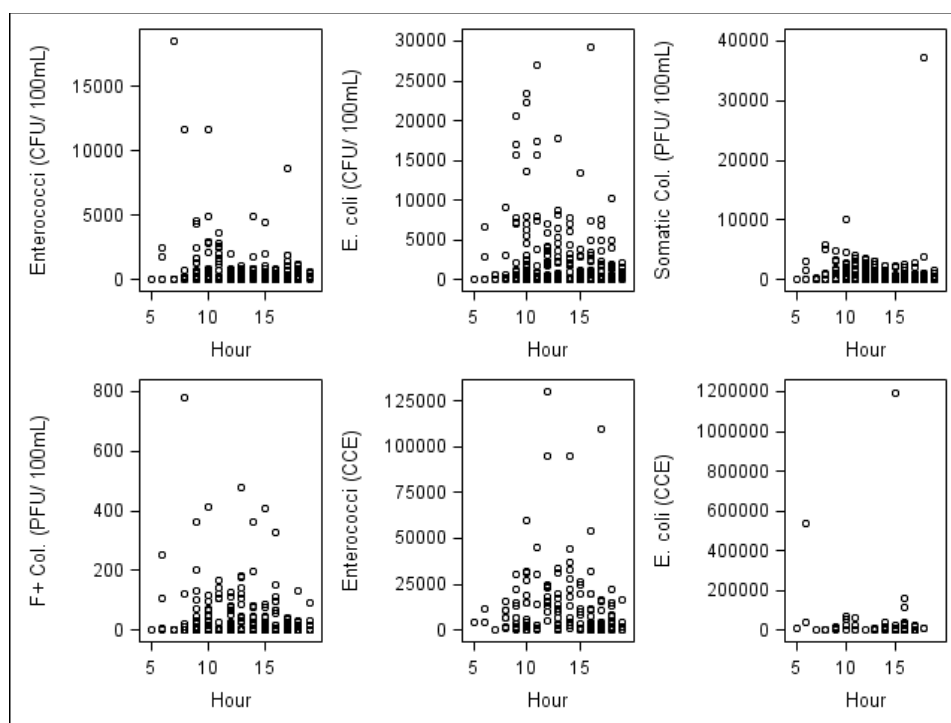 Enterococci (CFU/ 100mL)
15000
10000
5000
0
5 10 15
Hour
E. coli (CFU/ 100mL)
30000
25000
20000
15000
10000
5000
0
5 10 15
Hour
Somatic Col. (PFU/ 100mL)
40000
30000
20000
10000
0
5 10 15
Hour
F+ Col. (PFU/ 100mL)
800
600
400
200
0
5 10 15
Hour
Enterococci (CCE)
125000
100000
75000
50000
25000
0
5 10 15
Hour
E. coli (CCE)
1200000
1000000
800000
600000
400000
200000
0
5 10 15
Hour